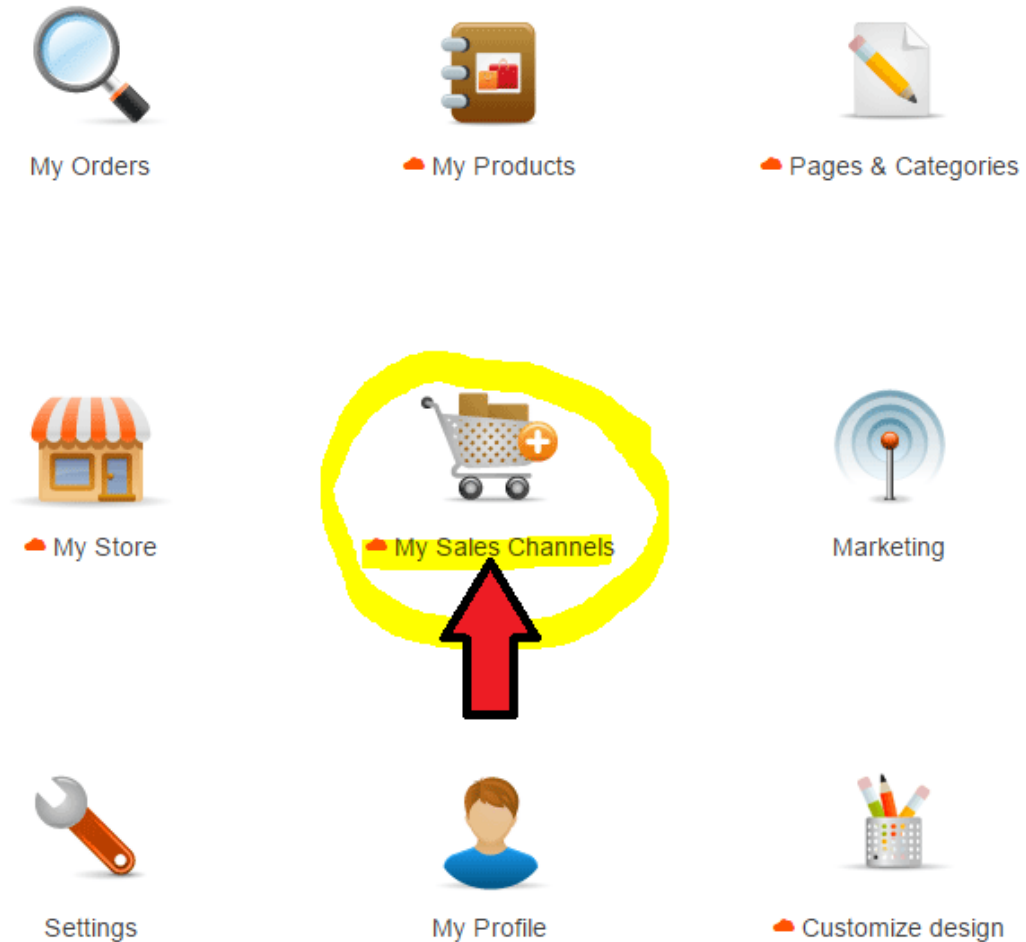 My Orders
My Products
Pages & Categories
My Store
My Sales Channels
Marketing
Settings
My Profile
Customize design